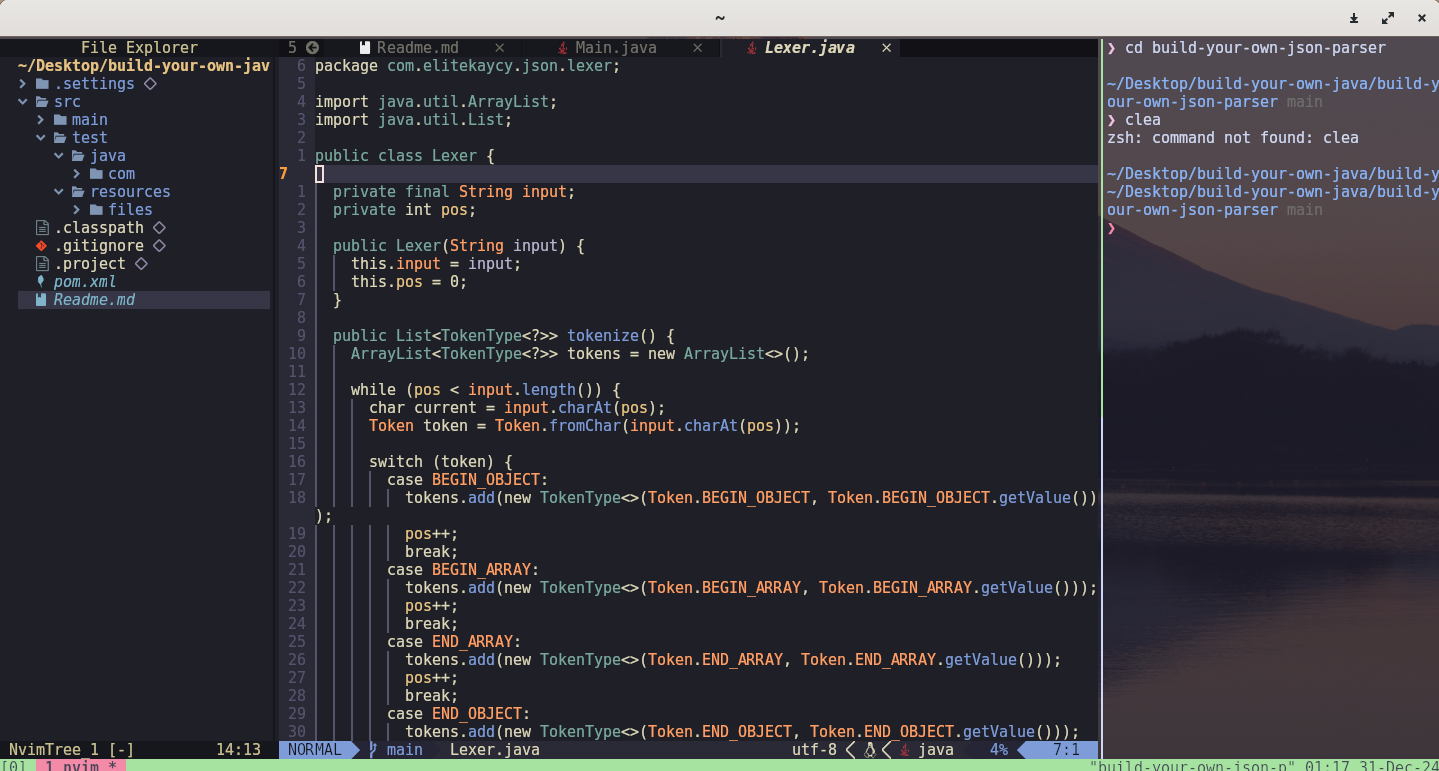 ~
File Explorer
~/Desktop/build-your-own-jav
.settings
src
main
test
java
com
resources
files
.classpath
.gitignore
.project
pom.xml
Readme.md
NvimTree_1 [-] 14:13
5 Readme.md × Main.java × Lexer.java ×
6 package com.elitekaycy.json.lexer;
5
4 import java.util.ArrayList;
3 import java.util.List;
2
1 public class Lexer {
7
1 private final String input;
2 private int pos;
3
4 public Lexer(String input) {
5 this.input = input;
6 this.pos = 0;
7 }
8
9 public List<TokenType<?>> tokenize() {
10 ArrayList<TokenType<?>> tokens = new ArrayList<>();
11
12 while (pos < input.length()) {
13 char current = input.charAt(pos);
14 Token token = Token.fromChar(input.charAt(pos));
15
16 switch (token) {
17 case BEGIN_OBJECT:
18 tokens.add(new TokenType<>(Token.BEGIN_OBJECT, Token.BEGIN_OBJECT.getValue())
);
19 pos++;
20 break;
21 case BEGIN_ARRAY:
22 tokens.add(new TokenType<>(Token.BEGIN_ARRAY, Token.BEGIN_ARRAY.getValue()));
23 pos++;
24 break;
25 case END_ARRAY:
26 tokens.add(new TokenType<>(Token.END_ARRAY, Token.END_ARRAY.getValue()));
27 pos++;
28 break;
29 case END_OBJECT:
30 tokens.add(new TokenType<>(Token.END_OBJECT, Token.END_OBJECT.getValue()));
NORMAL main Lexer.java utf-8 java 4% 7:1
❯ cd build-your-own-json-parser
~/Desktop/build-your-own-java/build-y
our-own-json-parser main
❯ clea
zsh: command not found: clea
~/Desktop/build-your-own-java/build-y
~/Desktop/build-your-own-java/build-y
our-own-json-parser main
❯
[0] 1 nvim * "build-your-own-json-p" 01:17 31-Dec-24